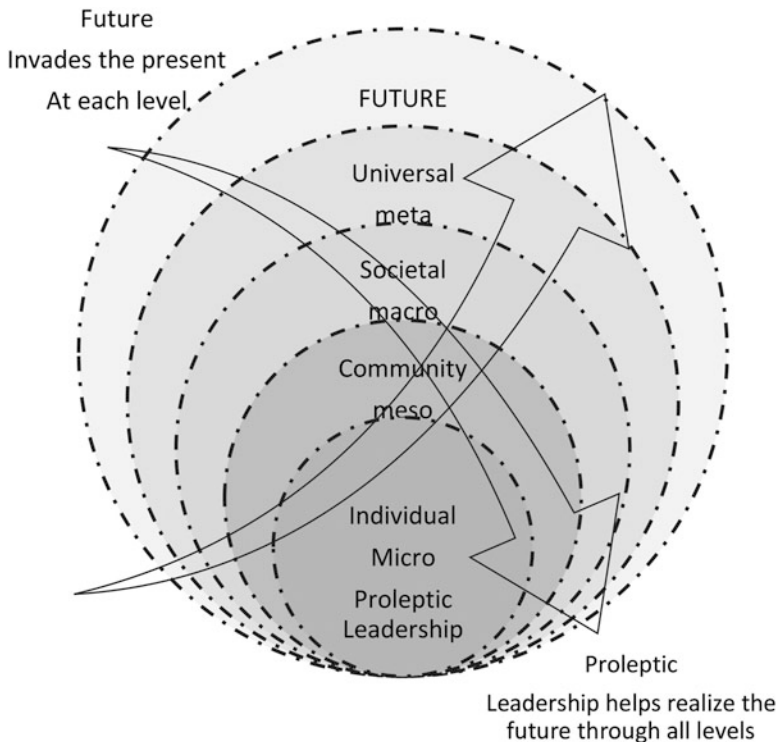 Future
Invades the present
At each level
FUTURE
Universal
meta
Societal
macro
Community
meso
Individual
Micro
Proleptic
Leadership
Proleptic
Leadership helps realize the
future through all levels